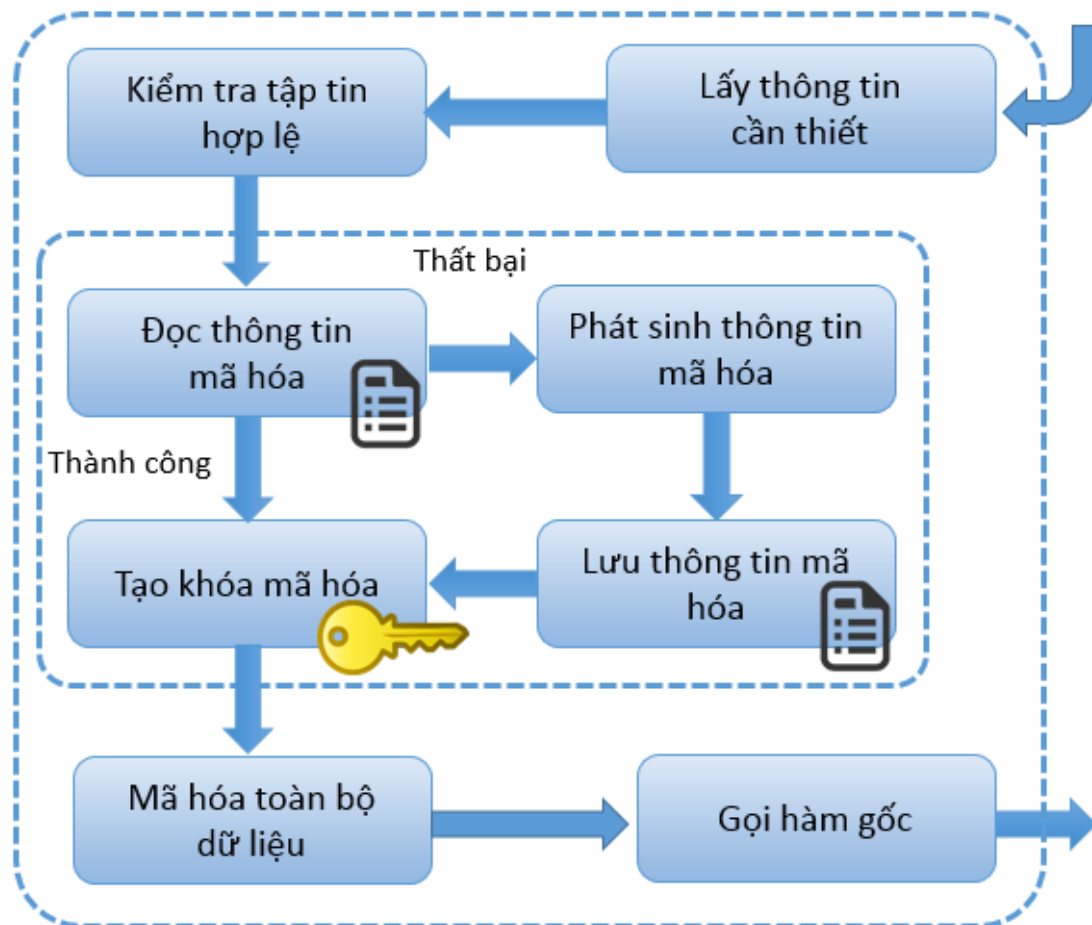 Kiểm tra tập tin
hợp lệ
Lấy thông tin
cần thiết
Thất bại
Đọc thông tin
mã hóa
Phát sinh thông tin
mã hóa
Thành công
Tạo khóa mã hóa
Lưu thông tin mã
hóa
Mã hóa toàn bộ
dữ liệu
Gọi hàm gốc